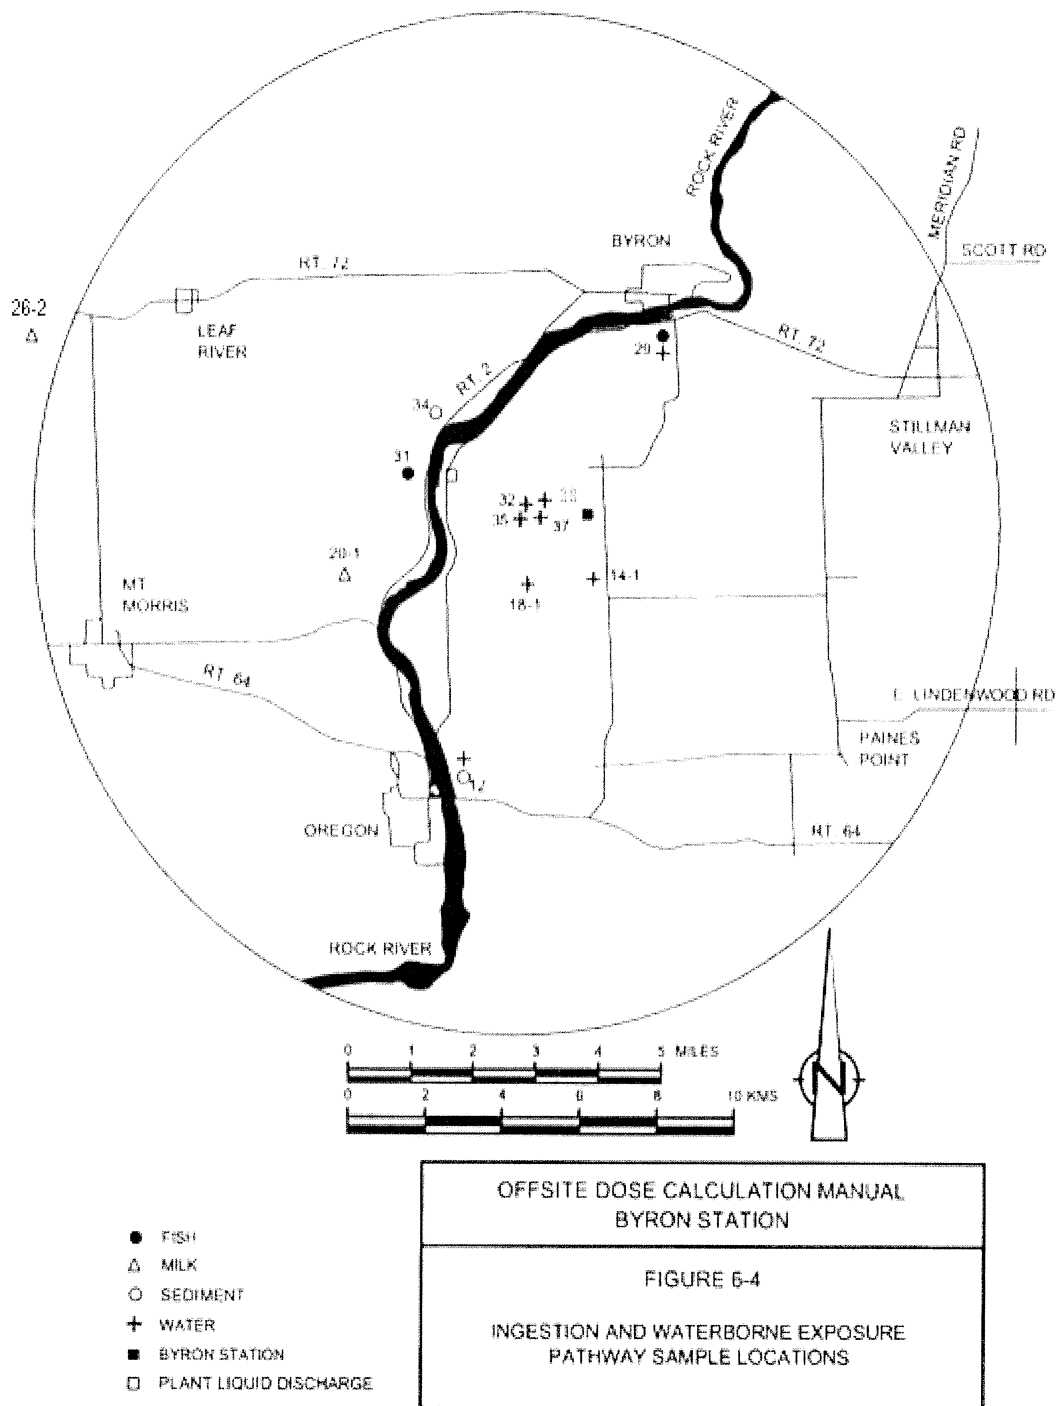 ROCK RIVER
MERIDIAN RD
BYRON
SCOTT RD
RT. 72
26-2
LEAF
RIVER
RT. 72
29
RT. 2
34
STILLMAN
VALLEY
31
32
35
37
20-1
14-1
18-1
MT
MORRIS
RT. 64
E. LINDENWOOD RD
PAINES
POINT
12
OREGON
RT. 64
ROCK RIVER
0 1 2 3 4 5 MILES
0 2 4 6 8 10 KMS
N
OFFSITE DOSE CALCULATION MANUAL
BYRON STATION
FISH
MILK
SEDIMENT
WATER
BYRON STATION
PLANT LIQUID DISCHARGE
FIGURE 6-4
INGESTION AND WATERBORNE EXPOSURE
PATHWAY SAMPLE LOCATIONS